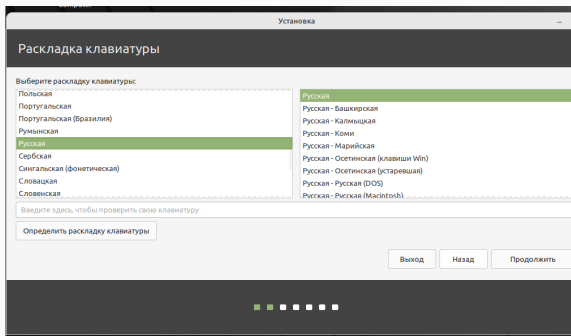 Computer
Установка
Раскладка клавиатуры
Выберите раскладку клавиатуры:
Польская
Португальская
Португальская (Бразилия)
Румынская
Русская
Сербская
Сингальская (фонетическая)
Словацкая
Словенская
Русская
Русская - Башкирская
Русская - Калмыцкая
Русская - Коми
Русская - Марийская
Русская - Осетинская (клавиши Win)
Русская - Осетинская (устаревшая)
Русская - Русская (DOS)
Русская - Русская (Macintosh)
Введите здесь, чтобы проверить свою клавиатуру
Определить раскладку клавиатуры
Выход
Назад
Продолжить